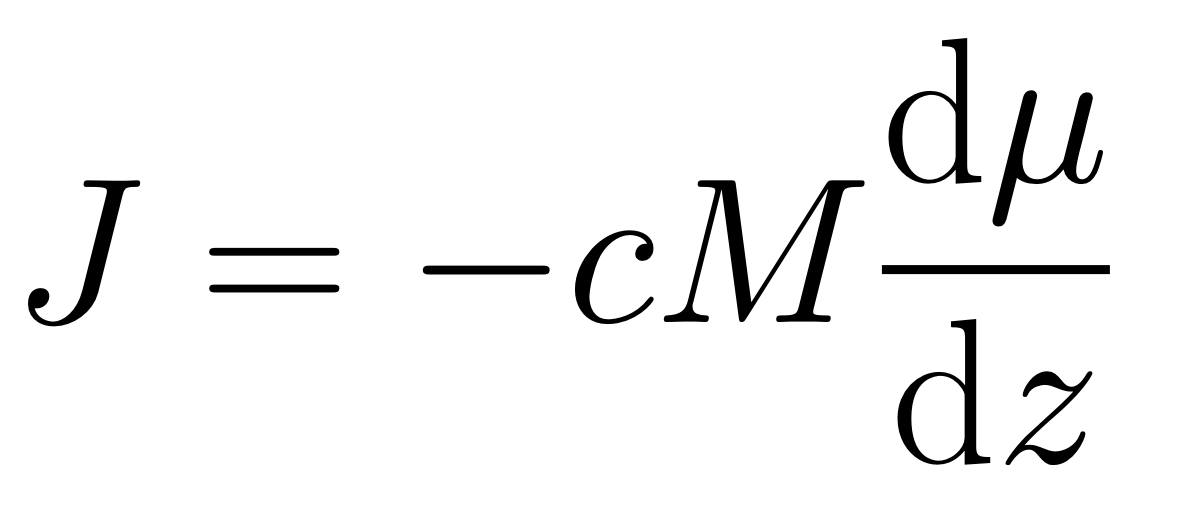 J = −cM dμ/dz